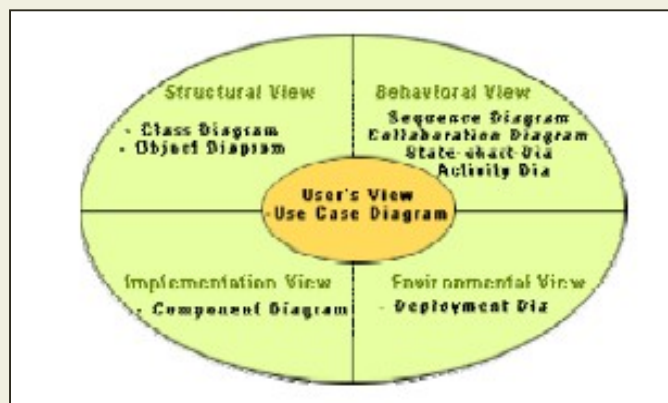 Structural View
- Class Diagram
- Object Diagram
Behavioral View
Sequence Diagram
Collaboration Diagram
State-chart Dia
Activity Dia
User's View
-Use Case Diagram
Implementation View
- Component Diagram
Environmental View
- Deployment Dia